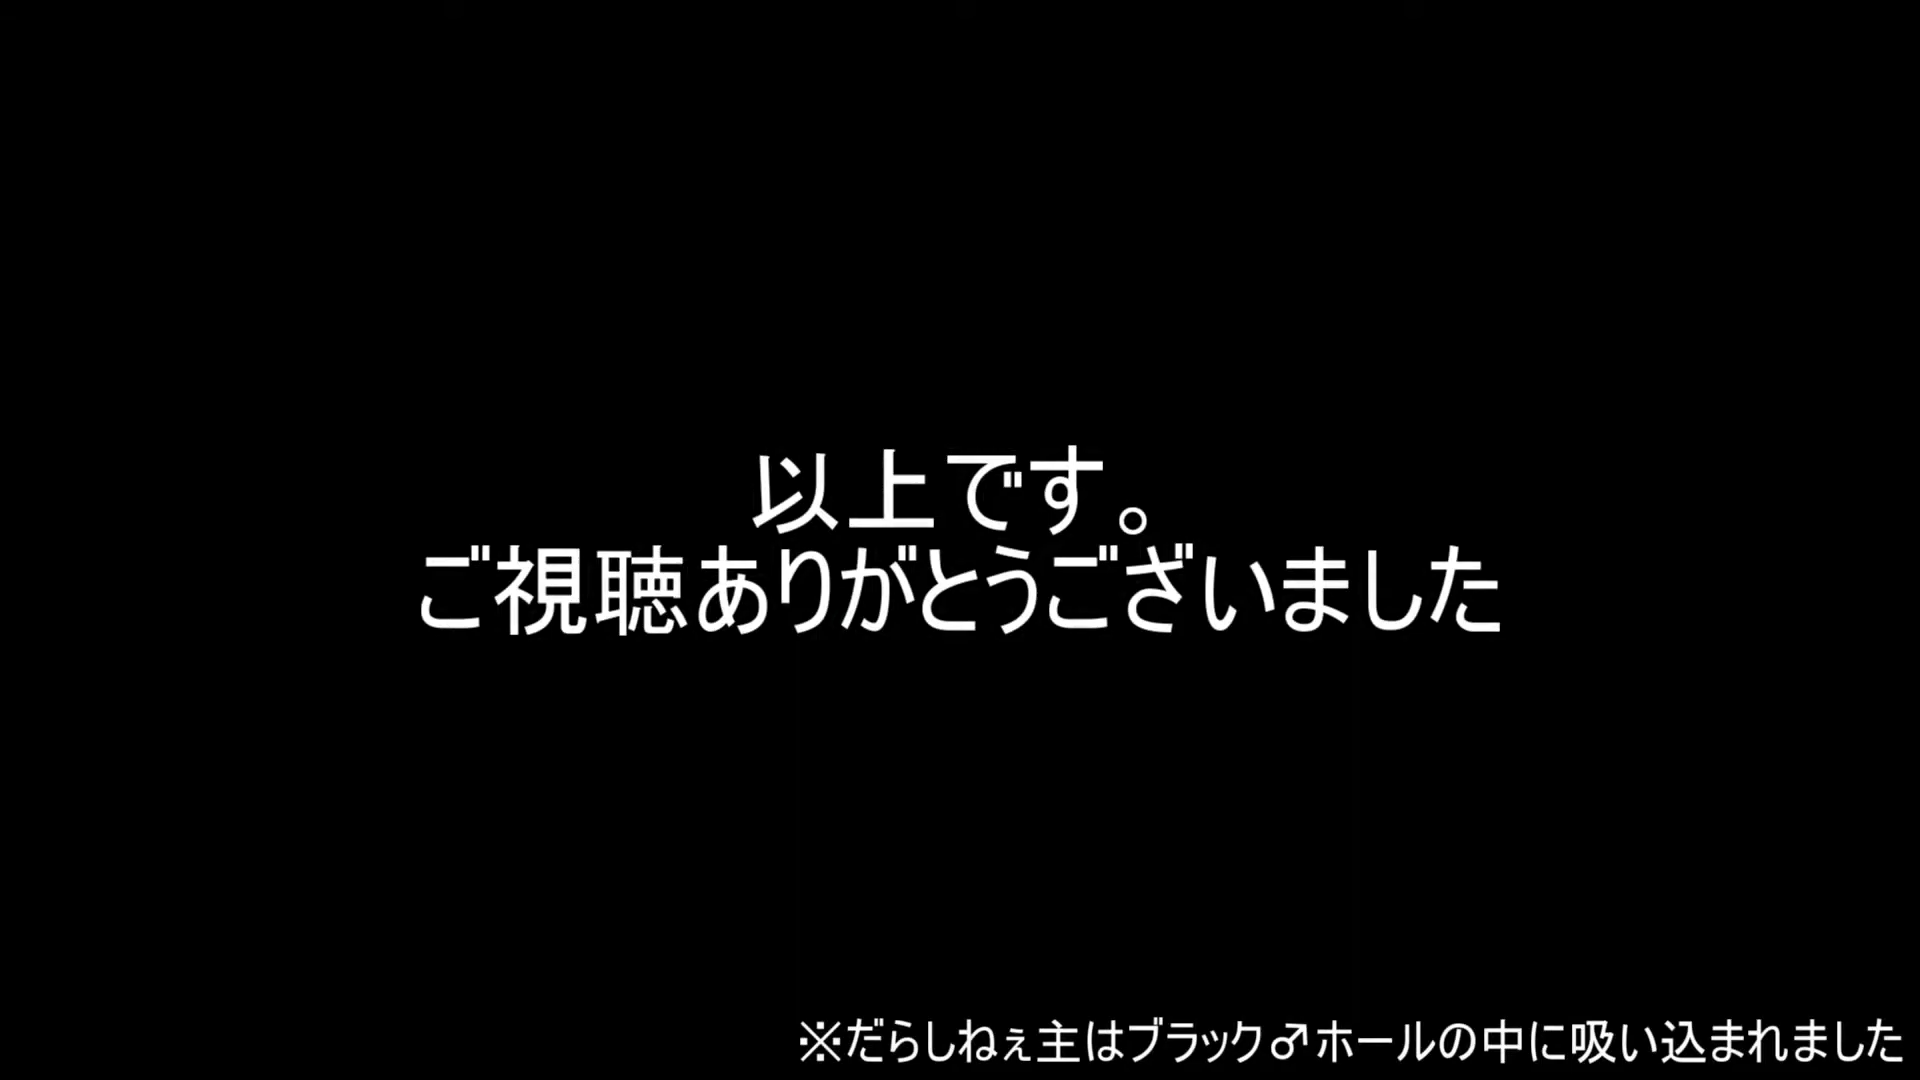 以上です。
ご視聴ありがとうございました
※だらしねぇ主はブラック♂ホールの中に吸い込まれました